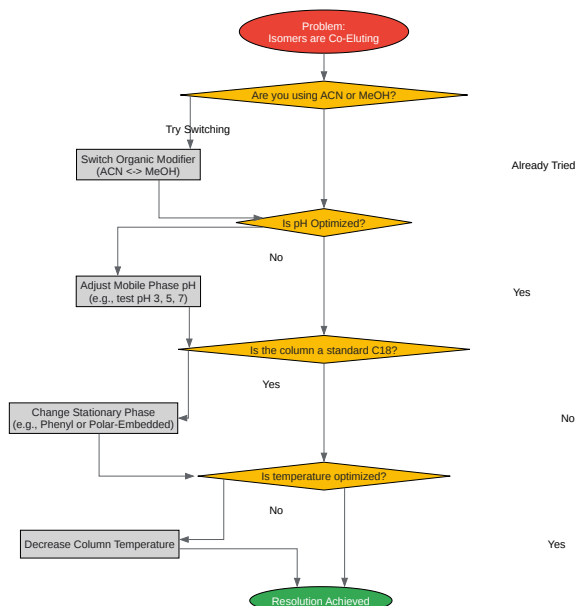 Problem:
Isomers are Co-Eluting
Are you using ACN or MeOH?
Try Switching
Switch Organic Modifier
(ACN <-> MeOH)
Already Tried
Is pH Optimized?
No
Adjust Mobile Phase pH
(e.g., test pH 3, 5, 7)
Yes
Is the column a standard C18?
Yes
Change Stationary Phase
(e.g., Phenyl or Polar-Embedded)
No
Is temperature optimized?
No
Decrease Column Temperature
Yes
Resolution Achieved